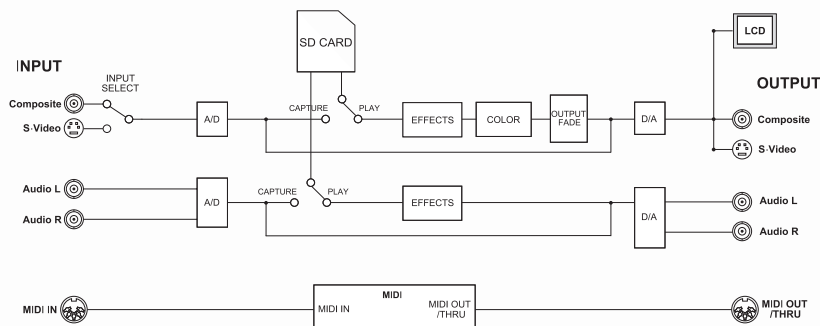 SD CARD
LCD
INPUT
INPUT
SELECT
OUTPUT
Composite
A/D
CAPTURE
PLAY
EFFECTS
COLOR
OUTPUT
FADE
D/A
Composite
S-Video
S-Video
Audio L
A/D
CAPTURE
PLAY
EFFECTS
D/A
Audio L
Audio R
Audio R
MIDI IN
MIDI
MIDI IN
MIDI OUT
/THRU
MIDI OUT
/THRU